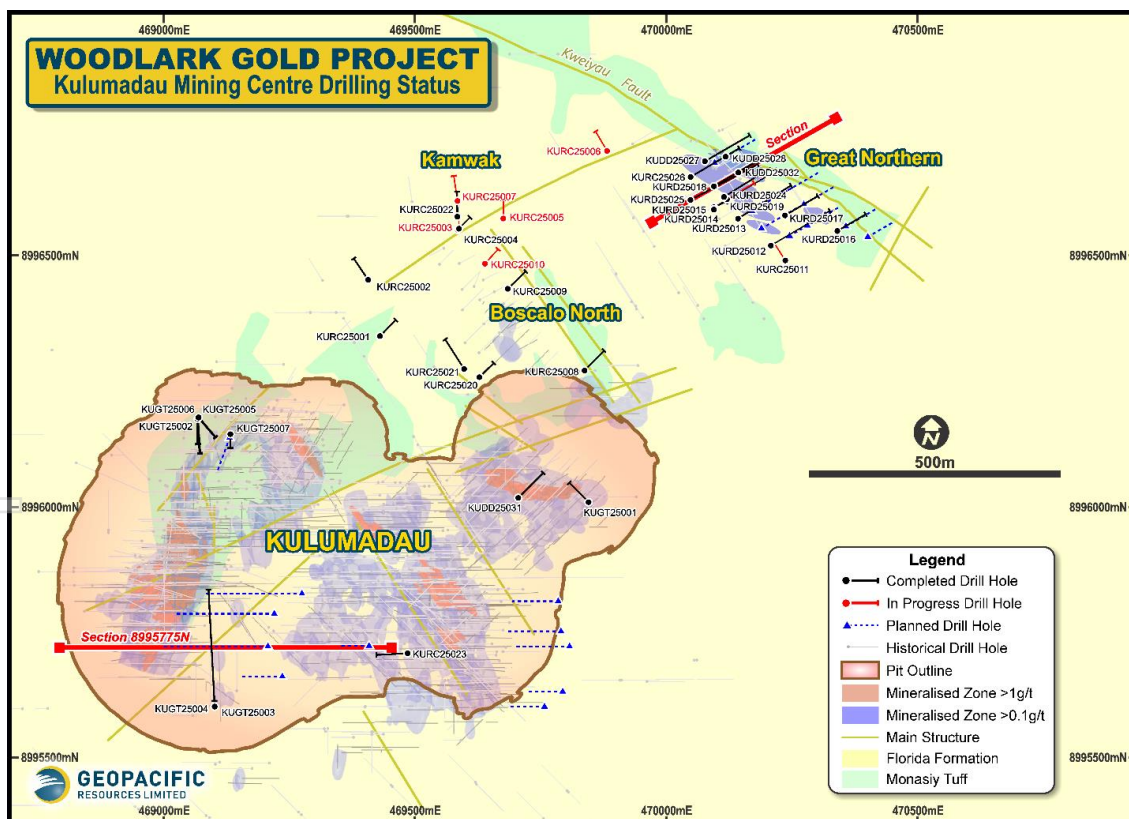 469000mE
469500mE
470000mE
470500mE
WOODLARK GOLD PROJECT
Kulumadau Mining Centre Drilling Status
Kweiyau Fault
Section
KURC25006
Kamwak
Great Northern
KUDD25027
KUDD25028
KURC25026
KUDD25032
KURD25018
KURC25007
KURD25025
KURD25024
KURC25022
KURD25015
KURD25019
KURC25005
KURD25014
KURD25017
KURC25003
KURD25013
KURC25004
KURD25016
KURD25012
8996500mN
8996500mN
KURC25010
KURC25011
KURC25002
KURC25009
Boscalo North
KURC25001
KURC25021
KURC25008
KURC25020
KUGT25006
KUGT25005
KUGT25002
KUGT25007
N
500m
8996000mN
8996000mN
KUDD25031
KUGT25001
KULUMADAU
Section 8995775N
KURC25023
KUGT25004
KUGT25003
Legend
Completed Drill Hole
In Progress Drill Hole
Planned Drill Hole
Historical Drill Hole
Pit Outline
Mineralised Zone >1g/t
Mineralised Zone >0.1g/t
Main Structure
Florida Formation
Monasiy Tuff
8995500mN
8995500mN
GEOPACIFIC
RESOURCES LIMITED
469000mE
469500mE
470000mE
470500mE